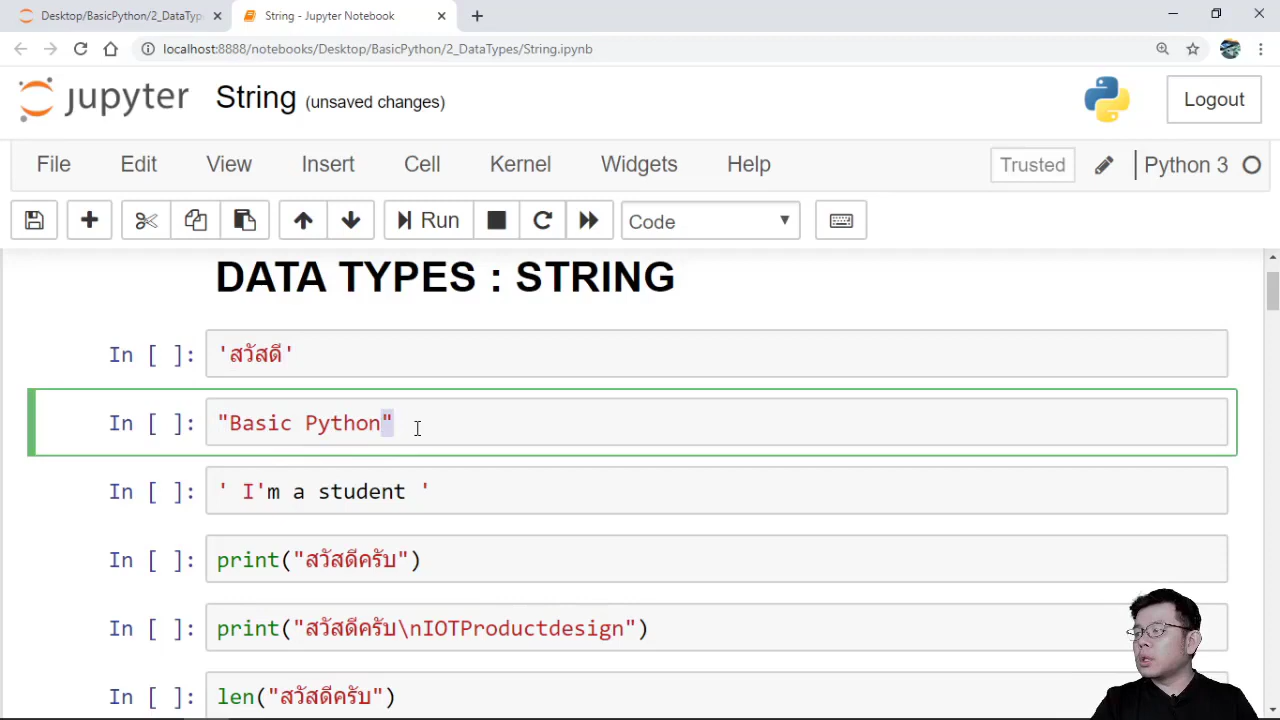 Desktop/BasicPython/2_DataTyp
String - Jupyter Notebook
localhost:8888/notebooks/Desktop/BasicPython/2_DataTypes/String.ipynb
jupyter String (unsaved changes)
Logout
File Edit View Insert Cell Kernel Widgets Help
Trusted
Python 3
Run
Code
DATA TYPES : STRING
In [ ]: 'สวัสดี'
In [ ]: "Basic Python"
In [ ]: ' I'm a student '
In [ ]: print("สวัสดีครับ")
In [ ]: print("สวัสดีครับ\nIOTProductdesign")
In [ ]: len("สวัสดีครับ")